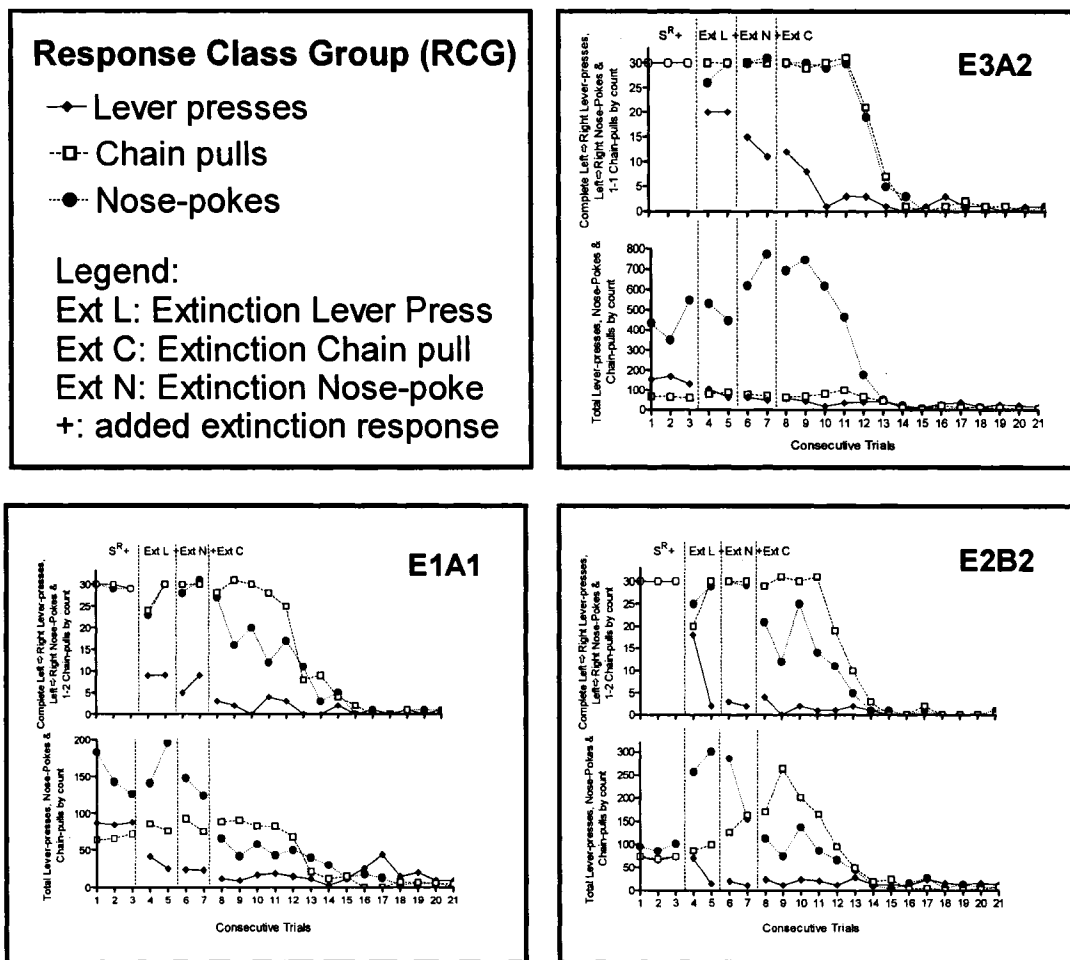 Response Class Group (RCG)
Lever presses
Chain pulls
Nose-pokes
Legend:
Ext L: Extinction Lever Press
Ext C: Extinction Chain pull
Ext N: Extinction Nose-poke
+: added extinction response
E3A2
S^R+ Ext L +Ext N +Ext C
Complete Left⇔Right Lever-presses,
Left⇔Right Nose-Pokes &
1-1 Chain-pulls by count
30
25
20
15
10
5
0
Total Lever-presses, Nose-Pokes &
Chain-pulls by count
800
700
600
500
400
300
200
100
0
1 2 3 4 5 6 7 8 9 10 11 12 13 14 15 16 17 18 19 20 21
Consecutive Trials
E1A1
S^R+ Ext L +Ext N +Ext C
Complete Left⇔Right Lever-presses,
Left⇔Right Nose-Pokes &
1-2 Chain-pulls by count
30
25
20
15
10
5
0
Total Lever-presses, Nose-Pokes &
Chain-pulls by count
200
150
100
50
0
1 2 3 4 5 6 7 8 9 10 11 12 13 14 15 16 17 18 19 20 21
Consecutive Trials
E2B2
S^R+ Ext L +Ext N +Ext C
Complete Left⇔Right Lever-presses,
Left⇔Right Nose-Pokes &
1-2 Chain-pulls by count
30
25
20
15
10
5
0
Total Lever-presses, Nose-Pokes &
Chain-pulls by count
300
250
200
150
100
50
0
1 2 3 4 5 6 7 8 9 10 11 12 13 14 15 16 17 18 19 20 21
Consecutive Trials